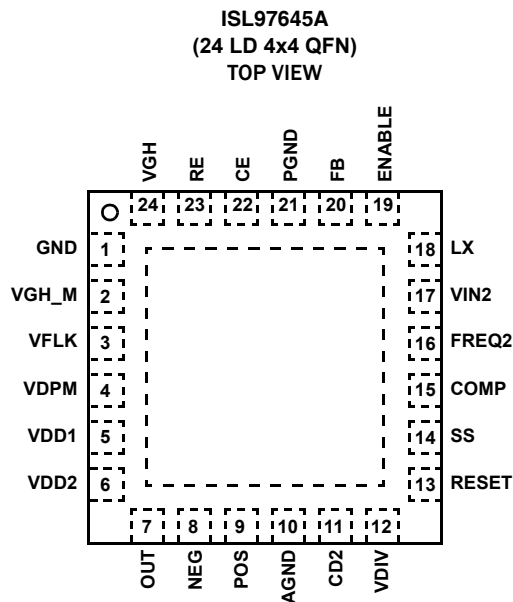 ISL97645A
(24 LD 4x4 QFN)
TOP VIEW
VGH RE CE PGND FB ENABLE
24 23 22 21 20 19
GND 1 18 LX
VGH_M 2 17 VIN2
VFLK 3 16 FREQ2
VDPM 4 15 COMP
VDD1 5 14 SS
VDD2 6 13 RESET
7 8 9 10 11 12
OUT NEG POS AGND CD2 VDIV